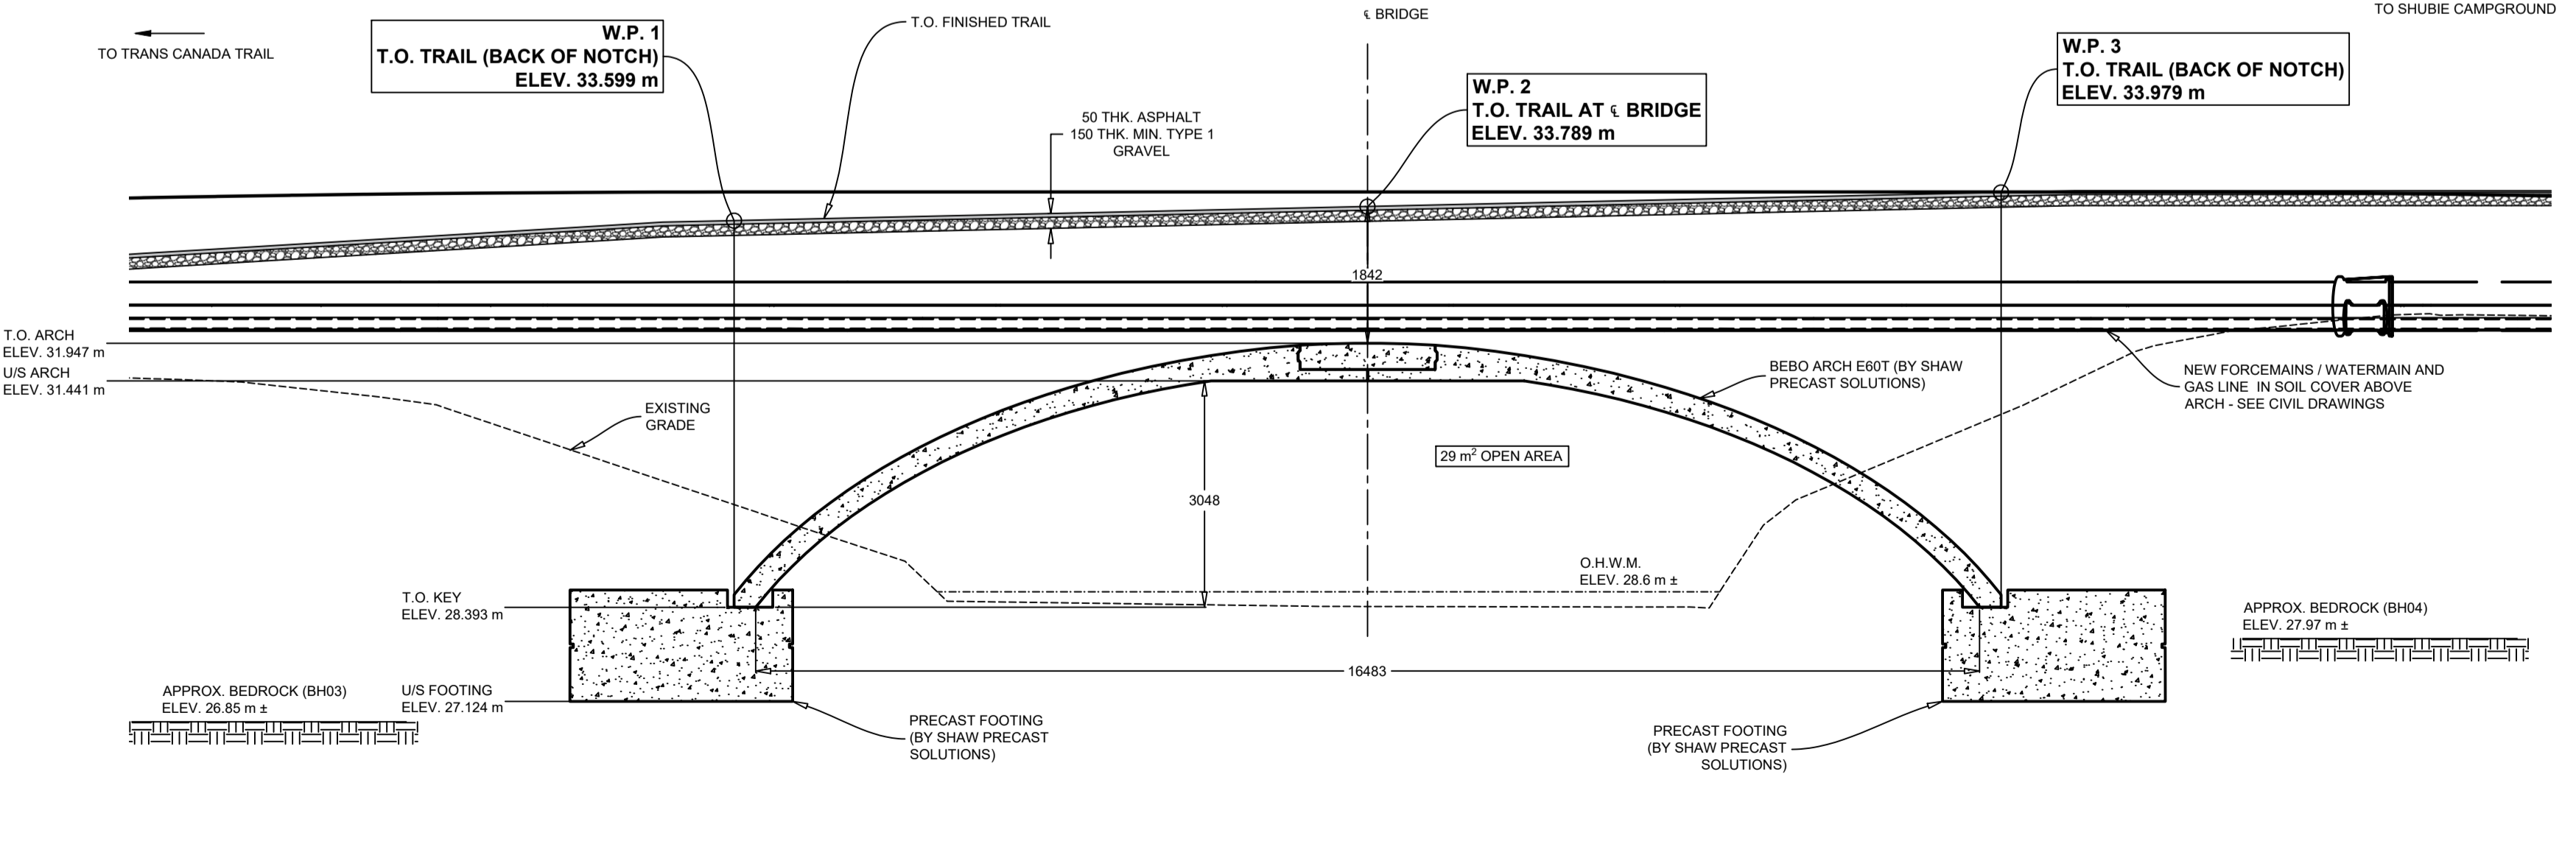 ℄ BRIDGE
TO SHUBIE CAMPGROUND
TO TRANS CANADA TRAIL
W.P. 1
T.O. TRAIL (BACK OF NOTCH)
ELEV. 33.599 m
T.O. FINISHED TRAIL
W.P. 2
T.O. TRAIL AT ℄ BRIDGE
ELEV. 33.789 m
W.P. 3
T.O. TRAIL (BACK OF NOTCH)
ELEV. 33.979 m
50 THK. ASPHALT
150 THK. MIN. TYPE 1
GRAVEL
1842
T.O. ARCH
ELEV. 31.947 m
U/S ARCH
ELEV. 31.441 m
EXISTING
GRADE
BEBO ARCH E60T (BY SHAW
PRECAST SOLUTIONS)
NEW FORCEMAINS / WATERMAIN AND
GAS LINE IN SOIL COVER ABOVE
ARCH - SEE CIVIL DRAWINGS
29 m² OPEN AREA
3048
O.H.W.M.
ELEV. 28.6 m ±
T.O. KEY
ELEV. 28.393 m
APPROX. BEDROCK (BH04)
ELEV. 27.97 m ±
16483
APPROX. BEDROCK (BH03)
ELEV. 26.85 m ±
U/S FOOTING
ELEV. 27.124 m
PRECAST FOOTING
(BY SHAW PRECAST
SOLUTIONS)
PRECAST FOOTING
(BY SHAW PRECAST
SOLUTIONS)